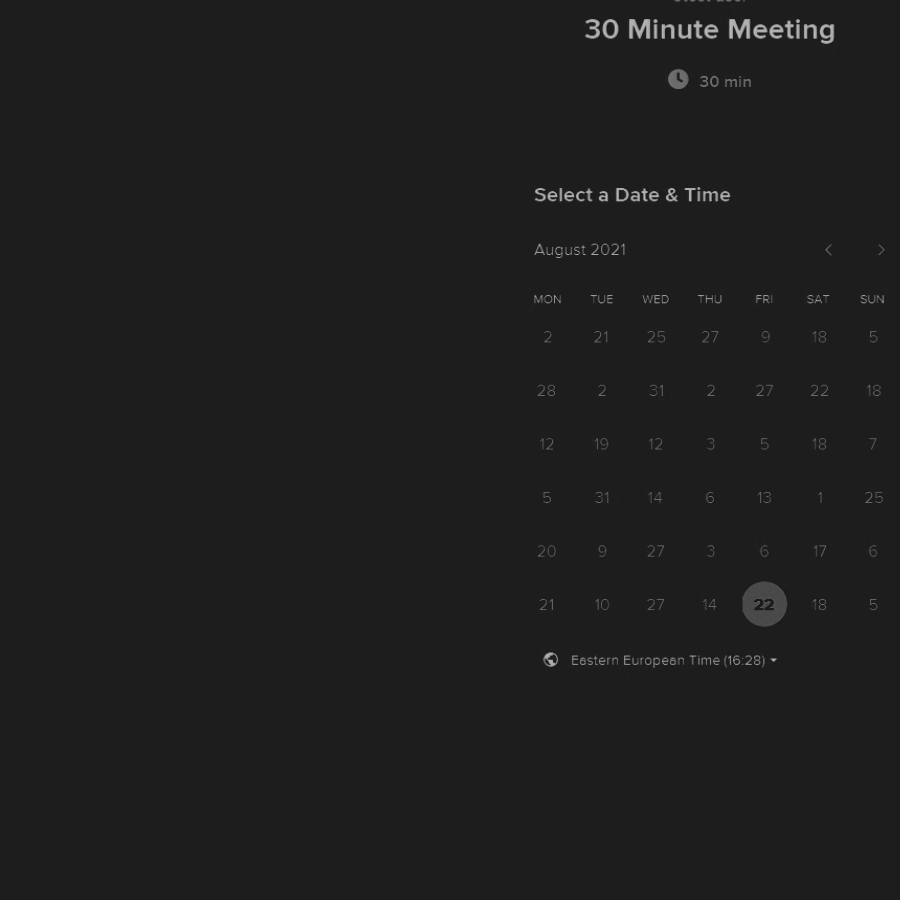 30 Minute Meeting
30 min
Select a Date & Time
August 2021
MON TUE WED THU FRI SAT SUN
2 21 25 27 9 18 5
28 2 31 2 27 22 18
12 19 12 3 5 18 7
5 31 14 6 13 1 25
20 9 27 3 6 17 6
21 10 27 14 22 18 5
Eastern European Time (16:28)